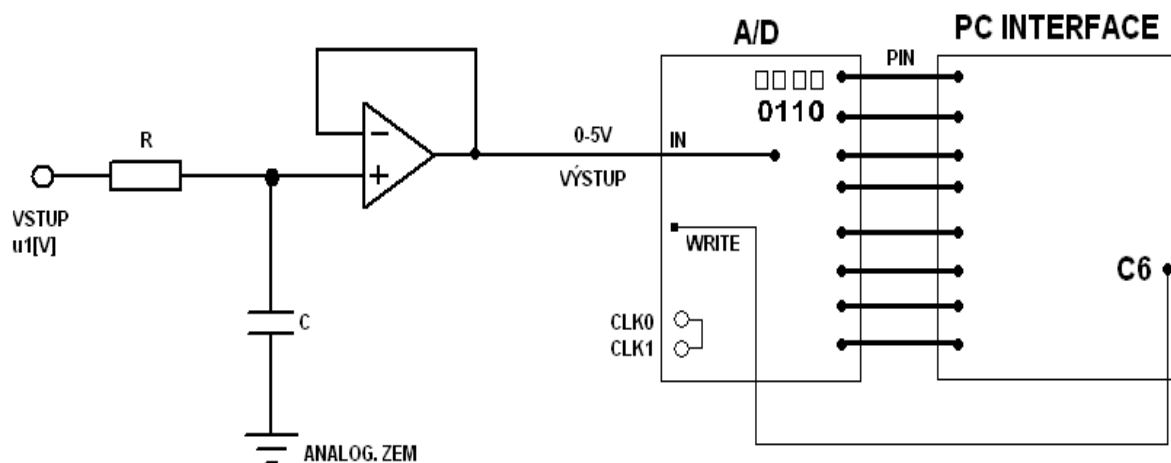 A/D
PC INTERFACE
PIN
0110
R
0-5V
IN
VÝSTUP
VSTUP
u1[V]
WRITE
C6
C
CLK0
CLK1
ANALOG. ZEM